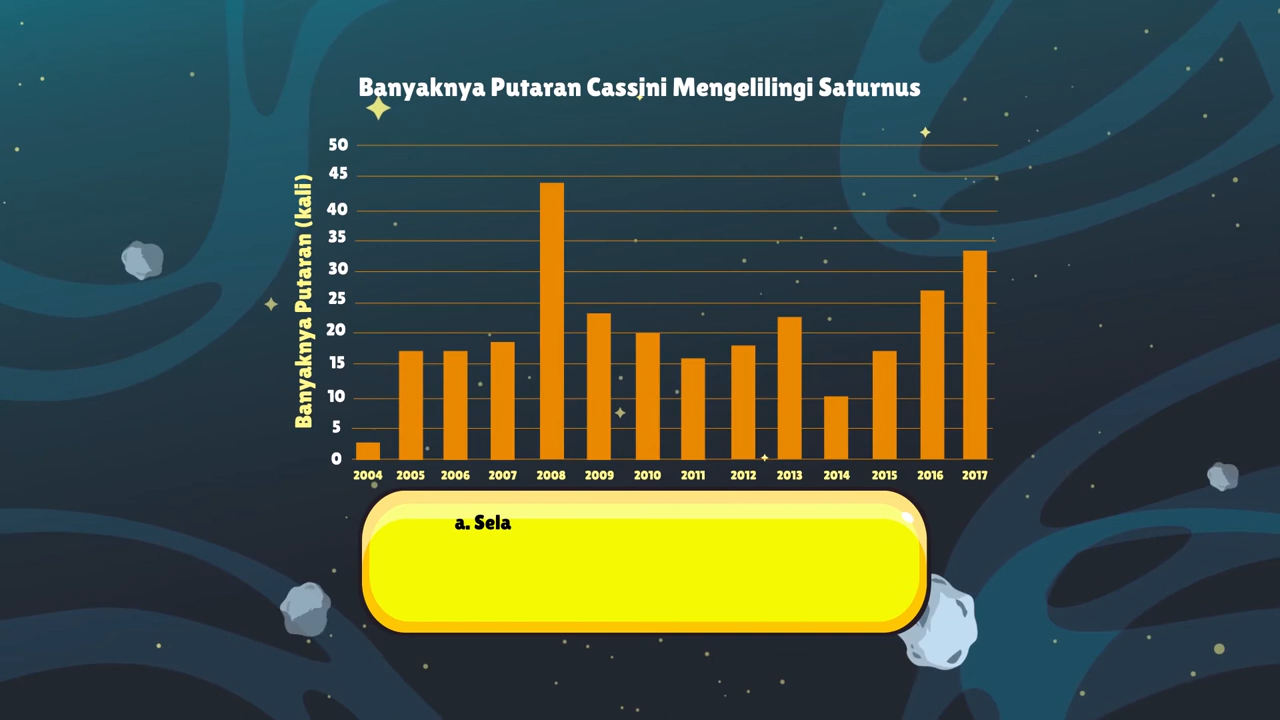 Banyaknya Putaran Cassini Mengelilingi Saturnus
Banyaknya Putaran (kali)
50
45
40
35
30
25
20
15
10
5
0
2004 2005 2006 2007 2008 2009 2010 2011 2012 2013 2014 2015 2016 2017
a. Sela